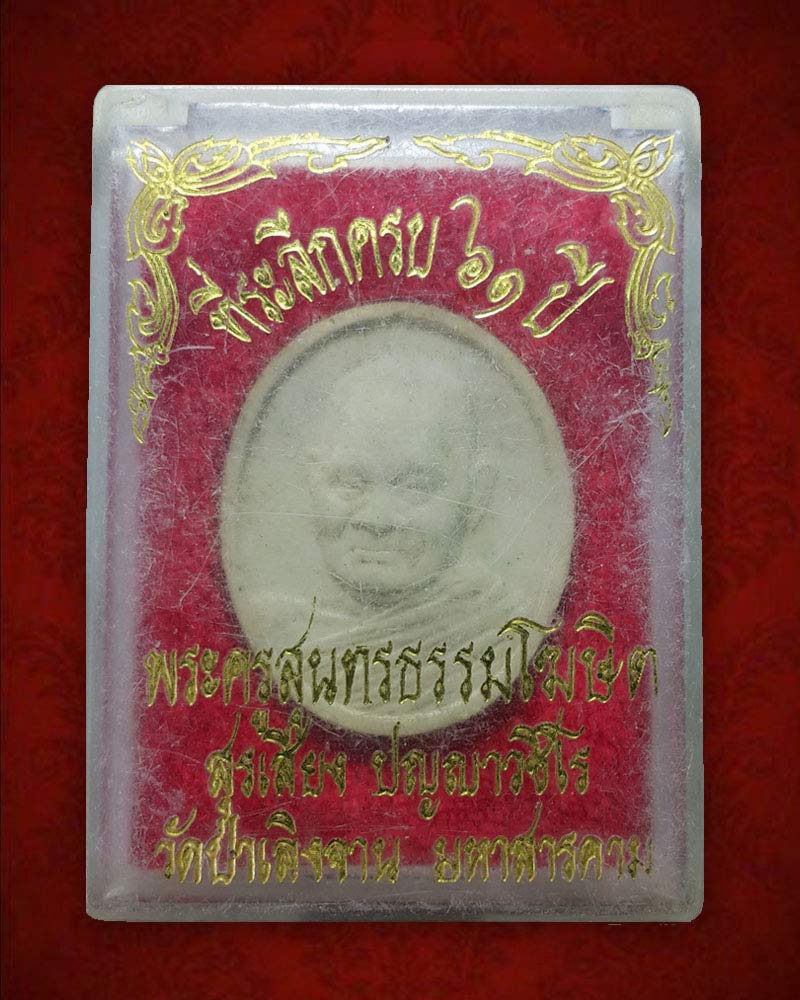 ที่ระลึกครบ ๖๑ ปี
พระครูสุนทรธรรมโฆษิต
สุรเสียง ปญฺญาวชิโร
วัดป่าเลิงจาน มหาสารคาม